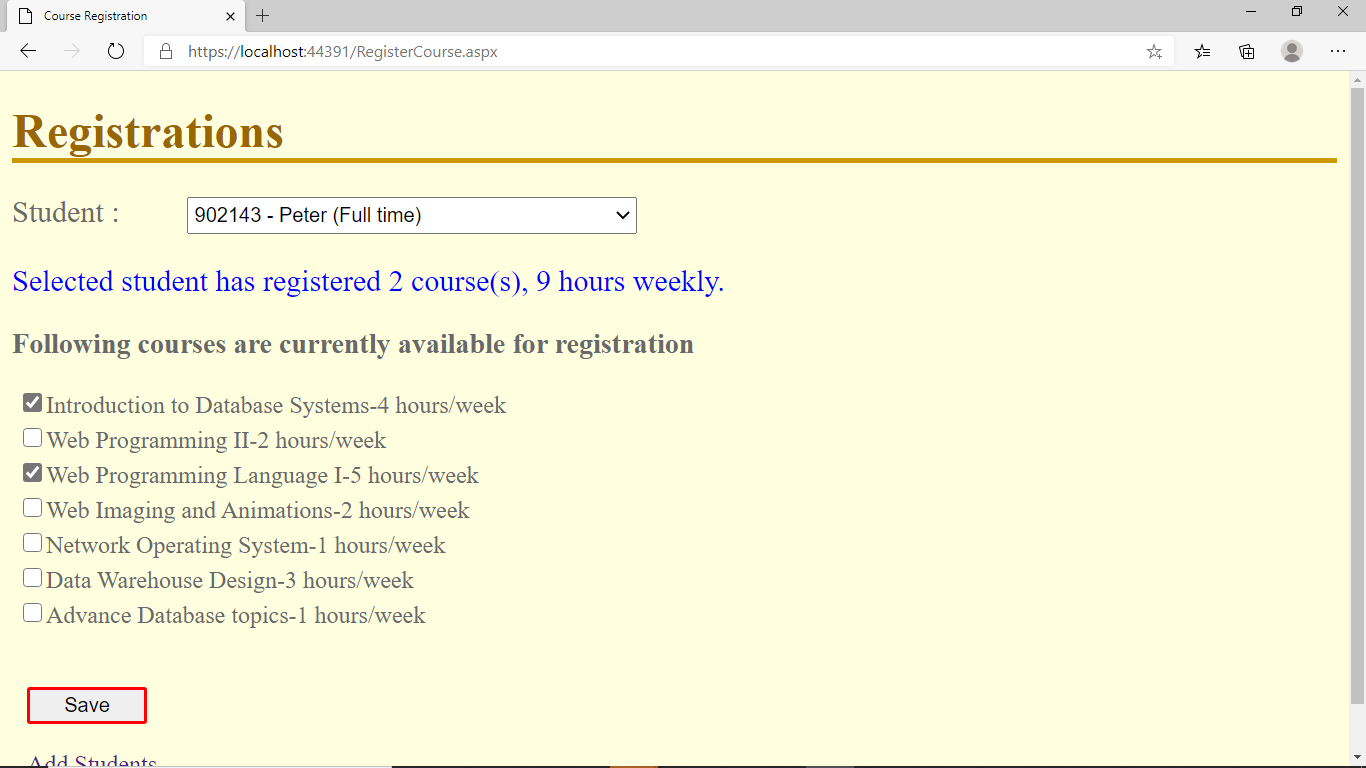 Course Registration
https://localhost:44391/RegisterCourse.aspx
Registrations
Student :
902143 - Peter (Full time)
Selected student has registered 2 course(s), 9 hours weekly.
Following courses are currently available for registration
Introduction to Database Systems-4 hours/week
Web Programming II-2 hours/week
Web Programming Language I-5 hours/week
Web Imaging and Animations-2 hours/week
Network Operating System-1 hours/week
Data Warehouse Design-3 hours/week
Advance Database topics-1 hours/week
Save
Add Students